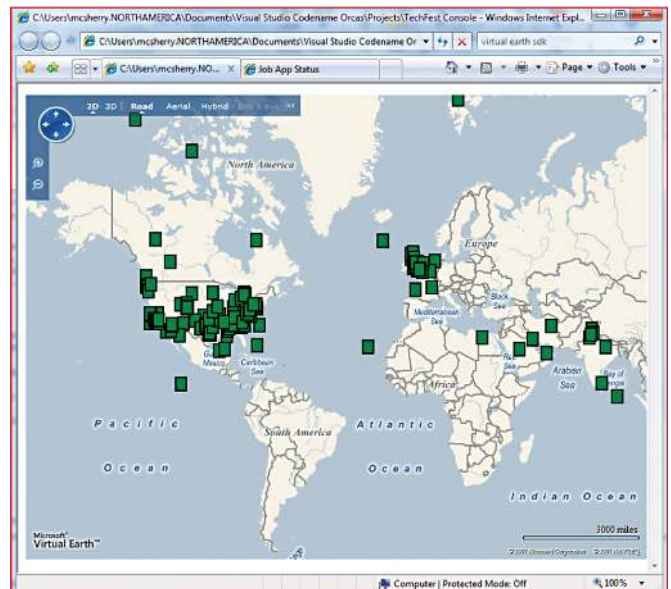 C:\Users\mcsherry.NORTHAMERICA\Documents\Visual Studio Codename Orcas\Projects\TechFest Console - Windows Internet Expl...
C:\Users\mcsherry.NORTHAMERICA\Documents\Visual Studio Codename Or
virtual earth sdk
C:\Users\mcsherry.NO...
Job App Status
Page
Tools
2D 3D Road Aerial Hybrid
North America
Europe
Black Sea
Mediterranean Sea
Gulf
Mexico
Caribbean Sea
Red Sea
Arabian Sea
Bay of
Africa
South America
Pacific Ocean
Atlantic Ocean
Indian Ocean
Microsoft®
Virtual Earth™
3000 miles
Computer | Protected Mode: Off
100%